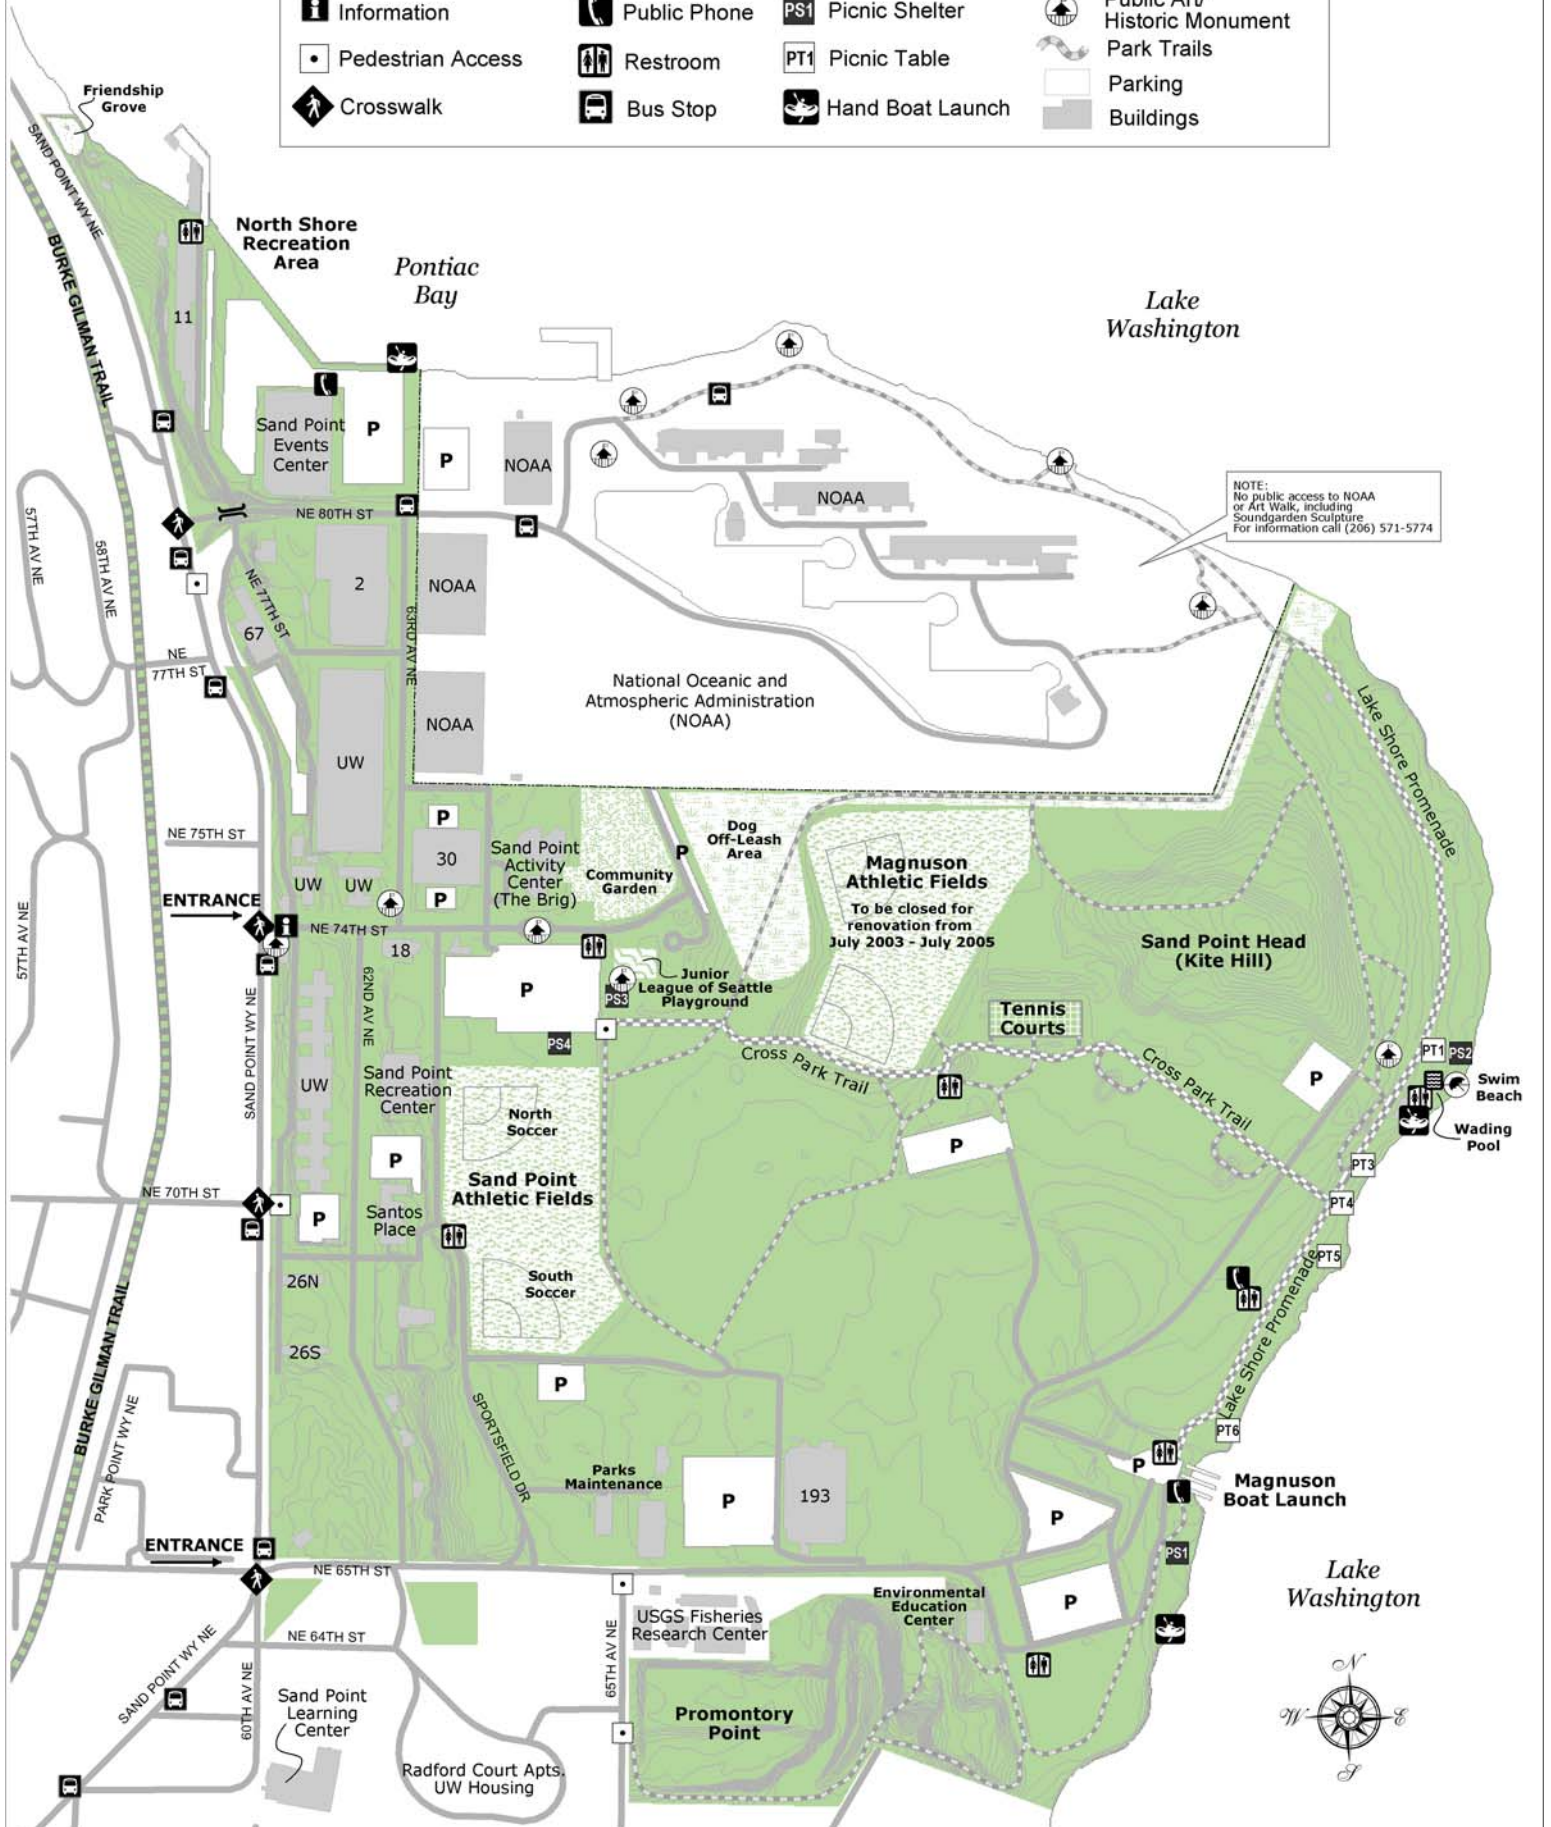 Information
Public Phone
PS1 Picnic Shelter
Public Art/
Historic Monument
Pedestrian Access
Restroom
PT1 Picnic Table
Park Trails
Crosswalk
Bus Stop
Hand Boat Launch
Parking
Buildings
Friendship
Grove
SAND POINT WY NE
BURKE GILMAN TRAIL
North Shore
Recreation
Area
Pontiac
Bay
Lake
Washington
11
Sand Point
Events
Center
P
P
NOAA
NOAA
NOTE:
No public access to NOAA
or Art Walk, including
Soundgarden Sculpture
For information call (206) 571-5774
NE 80TH ST
57TH AV NE
58TH AV NE
NE 77TH ST
2
NOAA
63RD AV NE
67
NE
77TH ST
National Oceanic and
Atmospheric Administration
(NOAA)
NOAA
UW
Lake Shore Promenade
P
NE 75TH ST
30
Sand Point
Activity
Center
(The Brig)
P
Dog
Off-Leash
Area
Community
Garden
P
Magnuson
Athletic Fields
To be closed for
renovation from
July 2003 - July 2005
UW
UW
ENTRANCE
NE 74TH ST
57TH AV NE
18
Sand Point Head
(Kite Hill)
62ND AV NE
P
Junior
League of Seattle
Playground
PS3
SAND POINT WY NE
Tennis
Courts
PS4
Cross Park Trail
Cross Park Trail
PT1
PS2
Swim
Beach
Wading
Pool
P
UW
Sand Point
Recreation
Center
North
Soccer
P
P
PT3
Sand Point
Athletic Fields
NE 70TH ST
P
Santos
Place
PT4
PT5
26N
South
Soccer
26S
Lake Shore Promenade
P
PT6
SPORTSFIELD DR
BURKE GILMAN TRAIL
PARK POINT WY NE
Parks
Maintenance
P
193
P
Magnuson
Boat Launch
P
PS1
ENTRANCE
NE 65TH ST
Lake
Washington
Environmental
Education
Center
P
USGS Fisheries
Research Center
SAND POINT WY NE
NE 64TH ST
65TH AV NE
60TH AV NE
Sand Point
Learning
Center
Promontory
Point
Radford Court Apts.
UW Housing
N
W
E
S